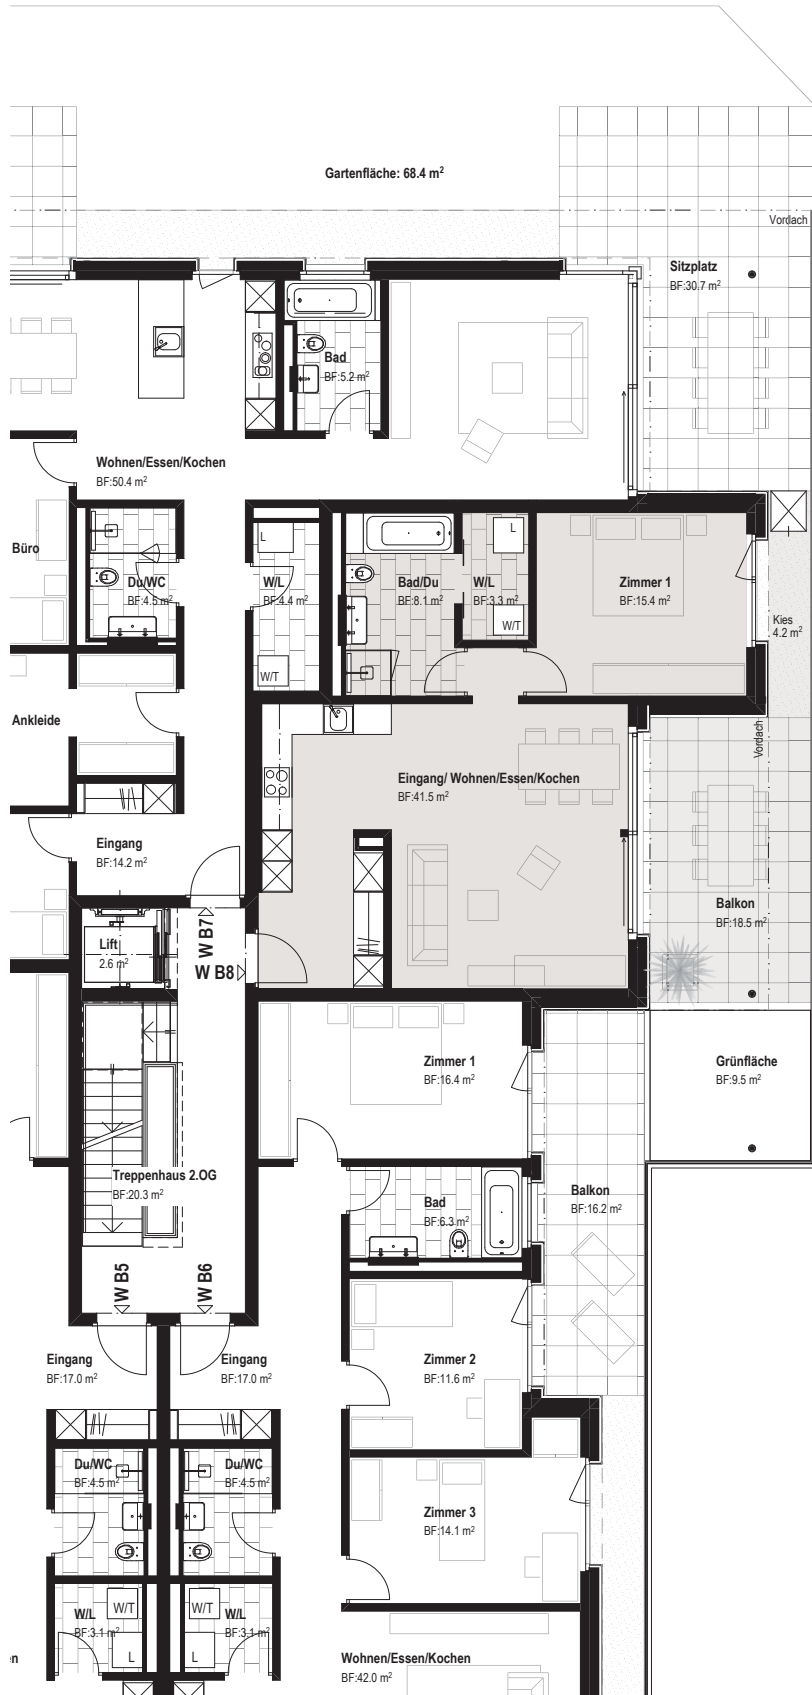 Gartenfläche: 68.4 m²
Vordach
Sitzplatz
BF:30.7 m²
Bad
BF:5.2 m²
Wohnen/Essen/Kochen
BF:50.4 m²
Büro
Du/WC
BF:4.5 m²
L
W/L
BF:4.4 m²
W/T
Bad/Du
BF:8.1 m²
L
W/L
BF:3.3 m²
W/T
Zimmer 1
BF:15.4 m²
Kies
4.2 m²
Ankleide
Vordach
Eingang/ Wohnen/Essen/Kochen
BF:41.5 m²
Eingang
BF:14.2 m²
Balkon
BF:18.5 m²
Lift
2.6 m²
W B7
W B8
Zimmer 1
BF:16.4 m²
Grünfläche
BF:9.5 m²
Treppenhaus 2.OG
BF:20.3 m²
Bad
BF:6.3 m²
Balkon
BF:16.2 m²
W B5
W B6
Eingang
BF:17.0 m²
Eingang
BF:17.0 m²
Zimmer 2
BF:11.6 m²
Du/WC
BF:4.5 m²
Du/WC
BF:4.5 m²
Zimmer 3
BF:14.1 m²
W/L
BF:3.1 m²
W/T
L
W/T
L
W/L
BF:3.1 m²
en
Wohnen/Essen/Kochen
BF:42.0 m²